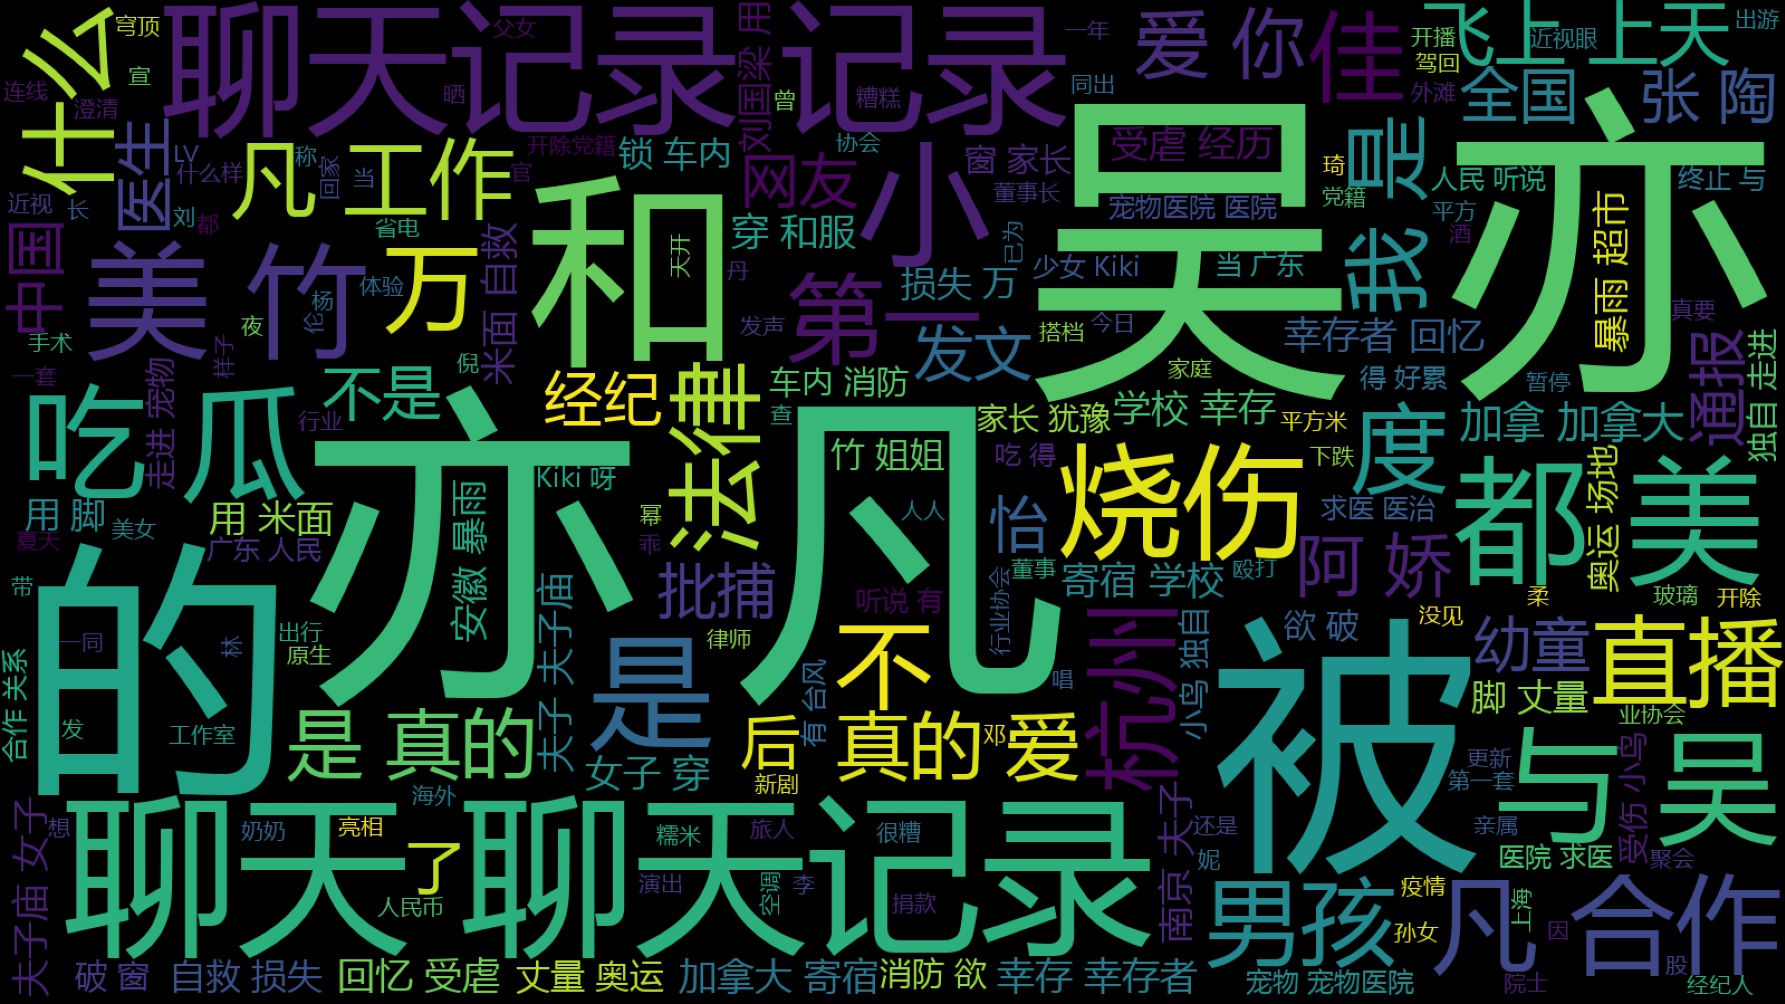 什么
穹顶
宣
连线
澄清
聊天记录 记录
父女
刘国梁 用
一年
爱 你
佳
飞上 上天
出游
开播
近视眼
驾回
外滩
同出
全国
张 陶
晒
曾
糟糕
医生
LV
什么样
称
回家
当
凡 工作
开除党籍
官
锁 车内
协会
网友
小
窗 家长
董事长
受虐 经历
吴亦
是
琦
党籍
人民 听说
终止 与
平方
近视
长
刘
都
省电
和
穿 和服
宠物医院 医院
酒
中国
美 竹
杨
伦
体验
万
米面 自救
天开
丹
第一
已为
少女 Kiki
当 广东
我
暴雨 超市
真要
手术
夜
发声
损失 万
发文
搭档
今日
幸存者 回忆
通报
独自 走进
一套
走进 宠物
样子
倪
不是
经纪
法律
车内 消防
家庭
得 好累
暂停
吃 瓜
行业
查
家长 犹豫
学校 幸存
平方米
度
加拿 加拿大
亦凡
竹 姐姐
吃 得
烧伤
下跌
Kiki 呀
用 脚
美女
用 米面
安徽 暴雨
幂
人人
怡
求医 医治
都 美
奥运 场地
夏天
广东 人民
乖
阿 娇
带
的
夫子 夫子庙
批捕
听说 有
行业协会
董事
寄宿 学校
殴打
柔
玻璃
开除
没见
一同
林
出行
原生
律师
不
杭州
小鸟 独自
欲 破
被
幼童
直播
合作 关系
是
有 台风
唱
脚 丈量
业协会
发
工作室
是 真的
后
真的 爱
邓
与 吴
更新
第一套
受伤 小鸟
女子 穿
新剧
海外
夫子庙 女子
想
奶奶
亮相
聊天
了
聊天记录
糯米
旅人
很糟
南京 夫子
还是
妮
亲属
医院 求医
聚会
人民币
演出
空调
李
捐款
男孩
疫情
孙女
凡
上海
因
合作
破 窗
自救 损失
回忆 受虐
丈量 奥运
加拿大 寄宿
消防 欲
幸存 幸存者
宠物 宠物医院
院士
股
经纪人